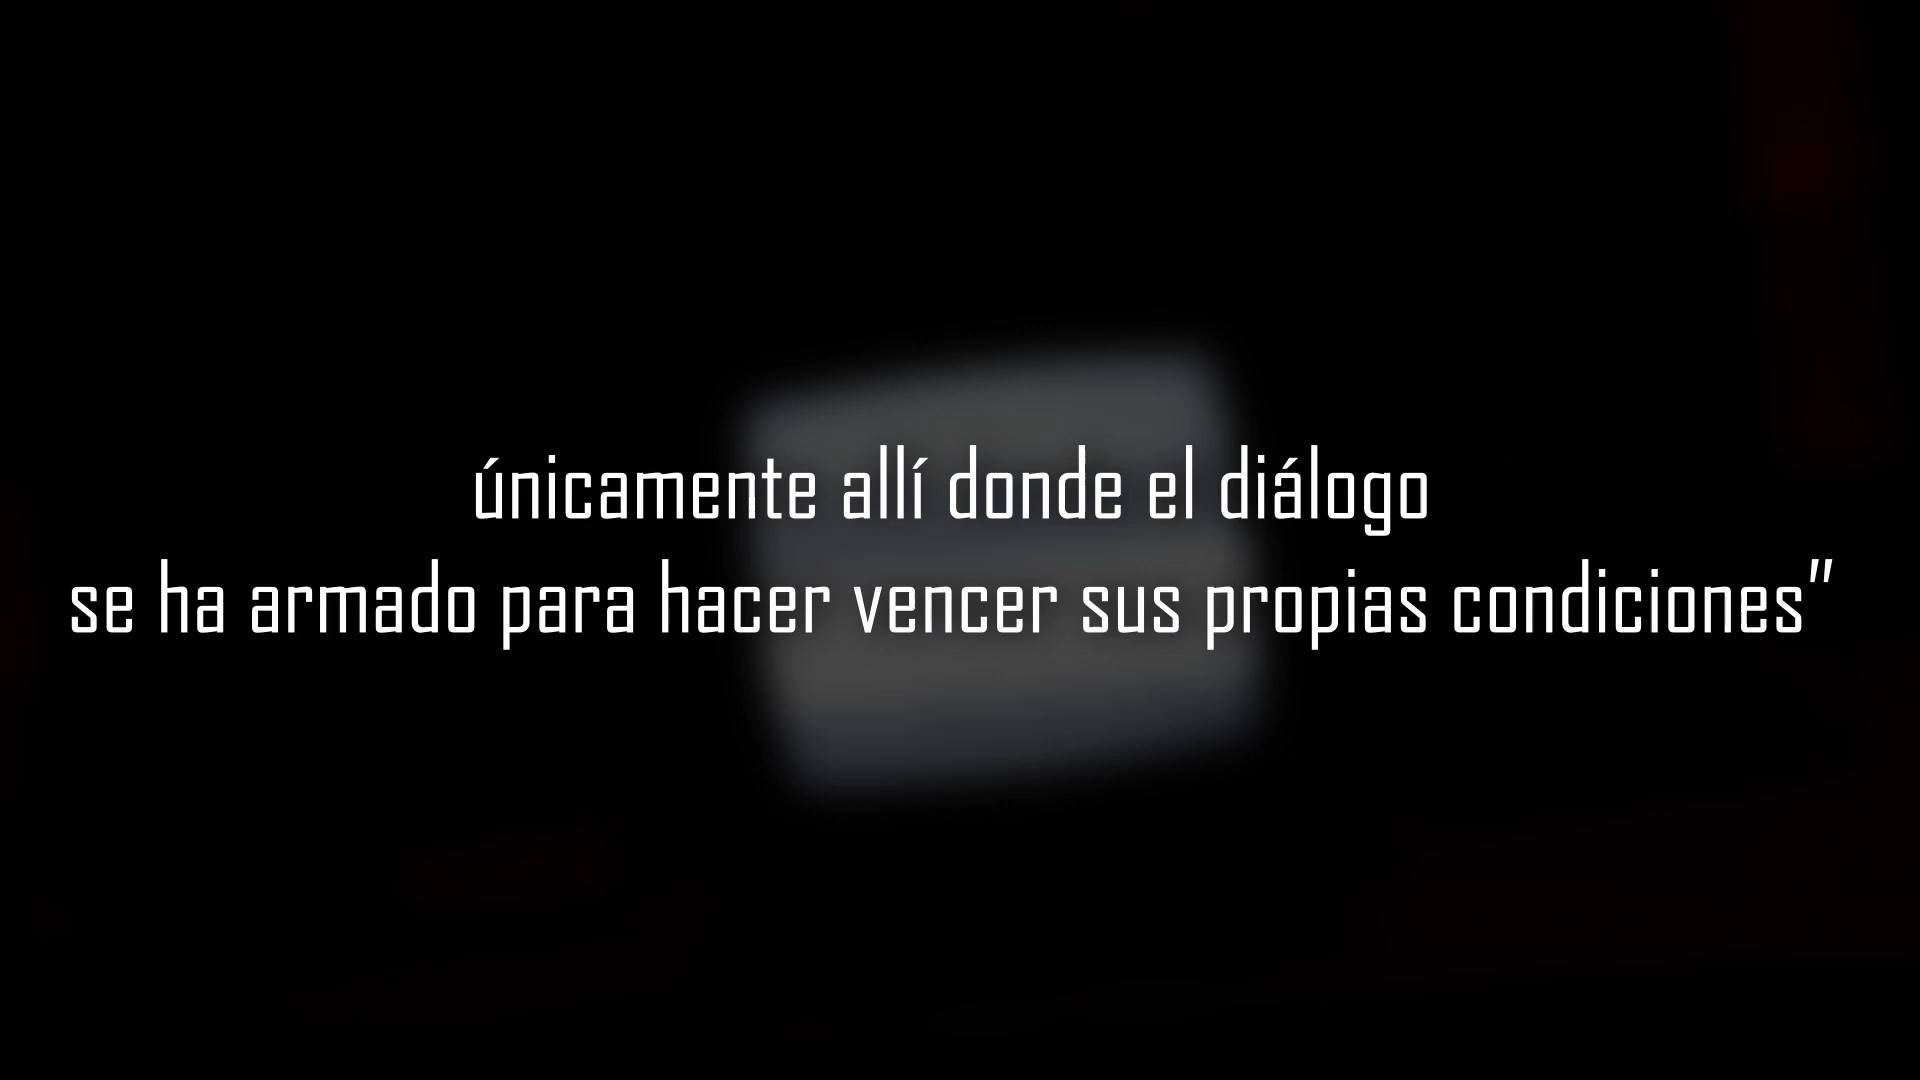 únicamente allí donde el diálogo
se ha armado para hacer vencer sus propias condiciones”